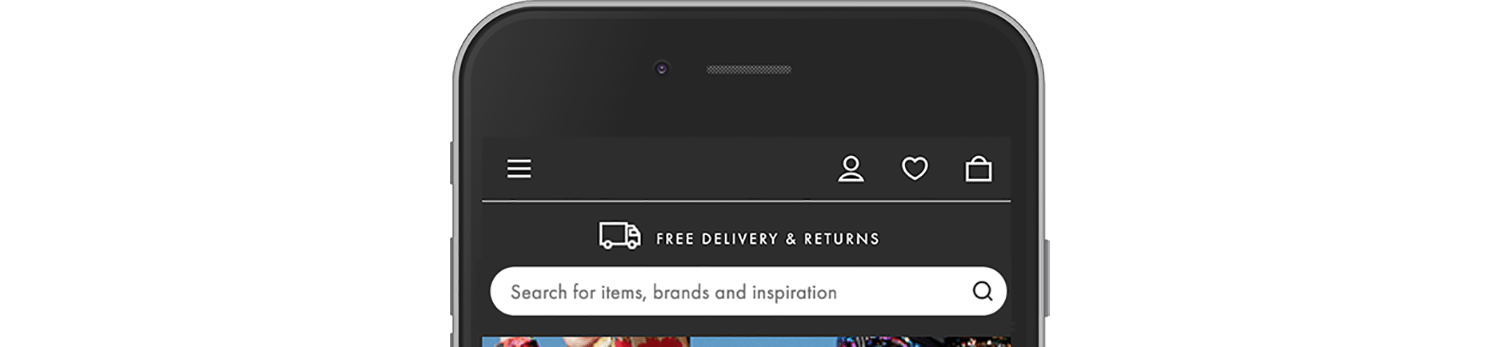 FREE DELIVERY & RETURNS
Search for items, brands and inspiration